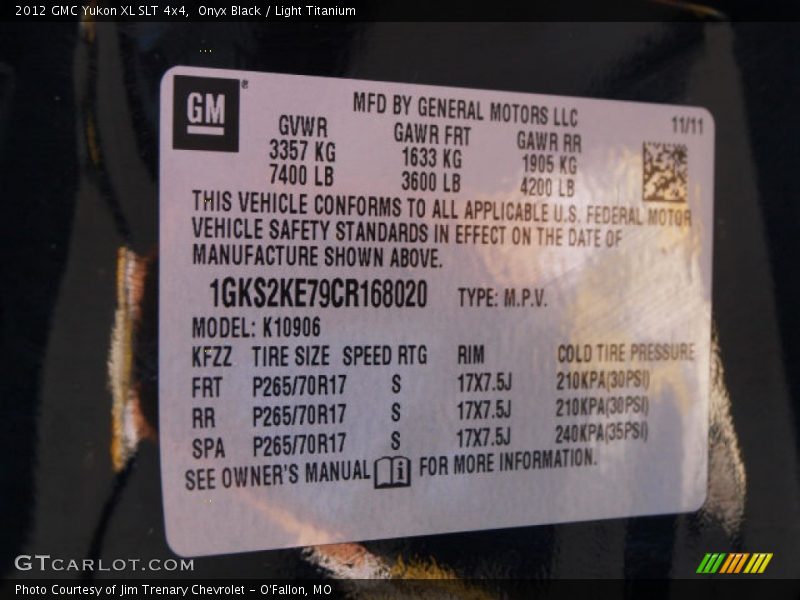 2012 GMC Yukon XL SLT 4x4, Onyx Black / Light Titanium
GM®
MFD BY GENERAL MOTORS LLC
11/11
GVWR GAWR FRT GAWR RR
3357 KG 1633 KG 1905 KG
7400 LB 3600 LB 4200 LB
THIS VEHICLE CONFORMS TO ALL APPLICABLE U.S. FEDERAL MOTOR
VEHICLE SAFETY STANDARDS IN EFFECT ON THE DATE OF
MANUFACTURE SHOWN ABOVE.
1GKS2KE79CR168020 TYPE: M.P.V.
MODEL: K10906
KFZZ TIRE SIZE SPEED RTG RIM COLD TIRE PRESSURE
FRT P265/70R17 S 17X7.5J 210KPA(30PSI)
RR P265/70R17 S 17X7.5J 210KPA(30PSI)
SPA P265/70R17 S 17X7.5J 240KPA(35PSI)
SEE OWNER'S MANUAL i FOR MORE INFORMATION.
GTCARLOT.COM
Photo Courtesy of Jim Trenary Chevrolet - O'Fallon, MO